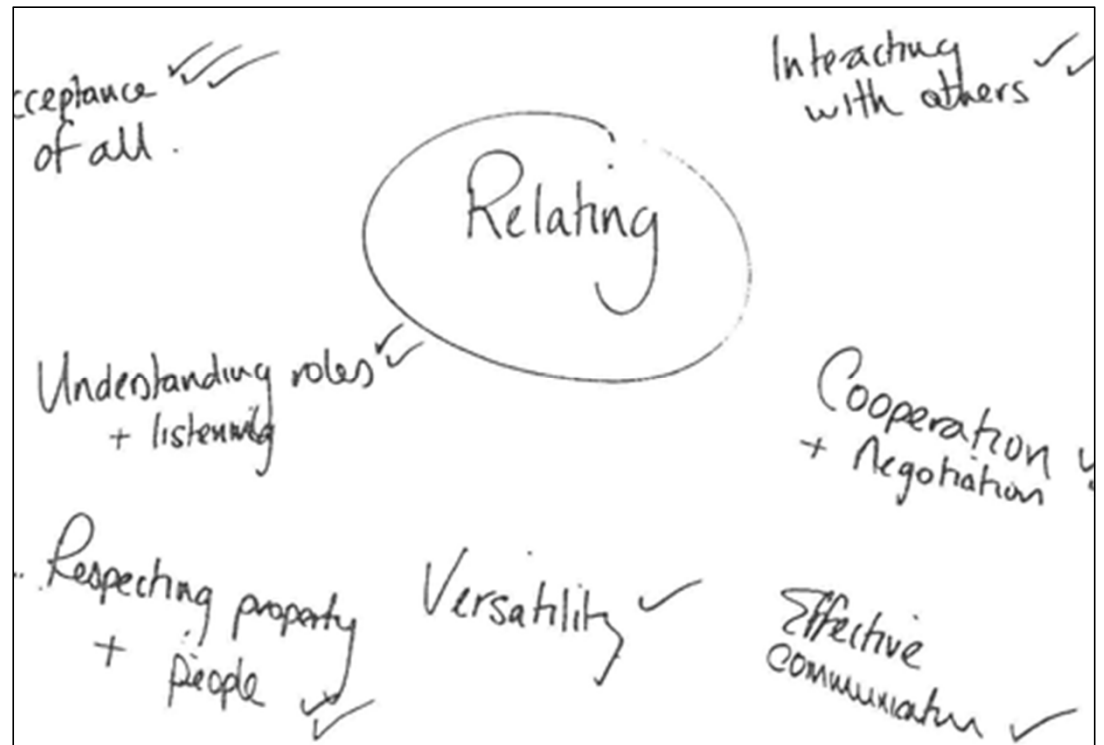 cceptance
of all.
Interacting
with others
Relating
Understanding roles
+ listening
Cooperation
+ Negotiation
Respecting property
+ people
Versatility
Effective
communication